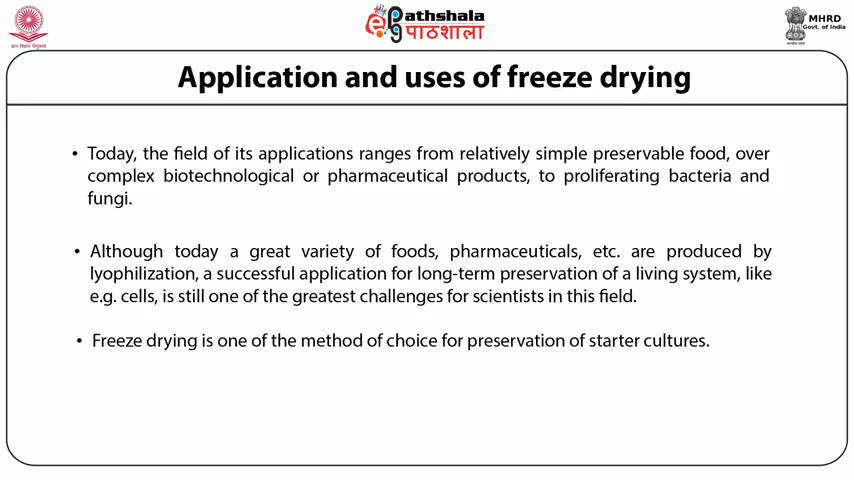 ePathshala
पाठशाला
MHRD
Govt. of India
Application and uses of freeze drying
• Today, the field of its applications ranges from relatively simple preservable food, over
complex biotechnological or pharmaceutical products, to proliferating bacteria and
fungi.
• Although today a great variety of foods, pharmaceuticals, etc. are produced by
lyophilization, a successful application for long-term preservation of a living system, like
e.g. cells, is still one of the greatest challenges for scientists in this field.
• Freeze drying is one of the method of choice for preservation of starter cultures.